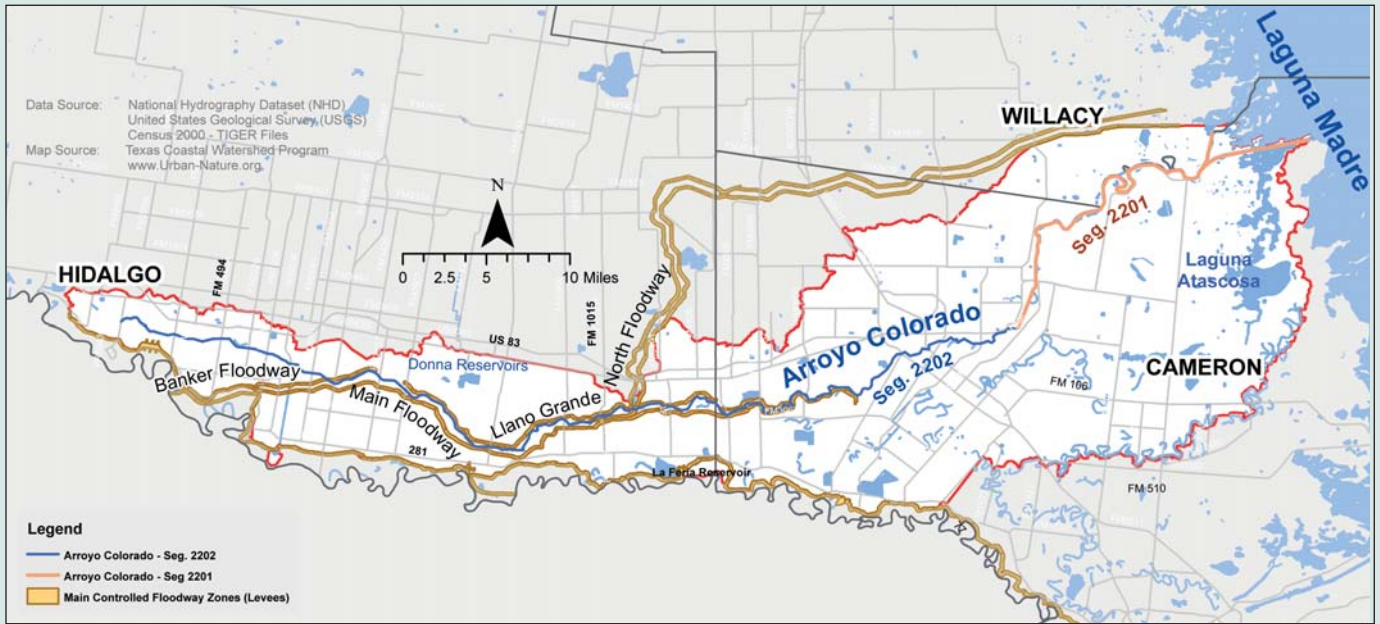 Laguna Madre
WILLACY
Data Source: National Hydrography Dataset (NHD)
United States Geological Survey (USGS)
Census 2000 - TIGER Files
Map Source: Texas Coastal Watershed Program
www.Urban-Nature.org
N
0 2.5 5 10 Miles
HIDALGO
FM 494
FM 1015
North Floodway
Seg. 2201
Laguna
Atascosa
US 83
Donna Reservoirs
Arroyo Colorado
Seg. 2202
CAMERON
Banker Floodway
Main Floodway
Llano Grande
FM 106
281
La Feria Reservoir
FM 510
Legend
Arroyo Colorado - Seg. 2202
Arroyo Colorado - Seg 2201
Main Controlled Floodway Zones (Levees)